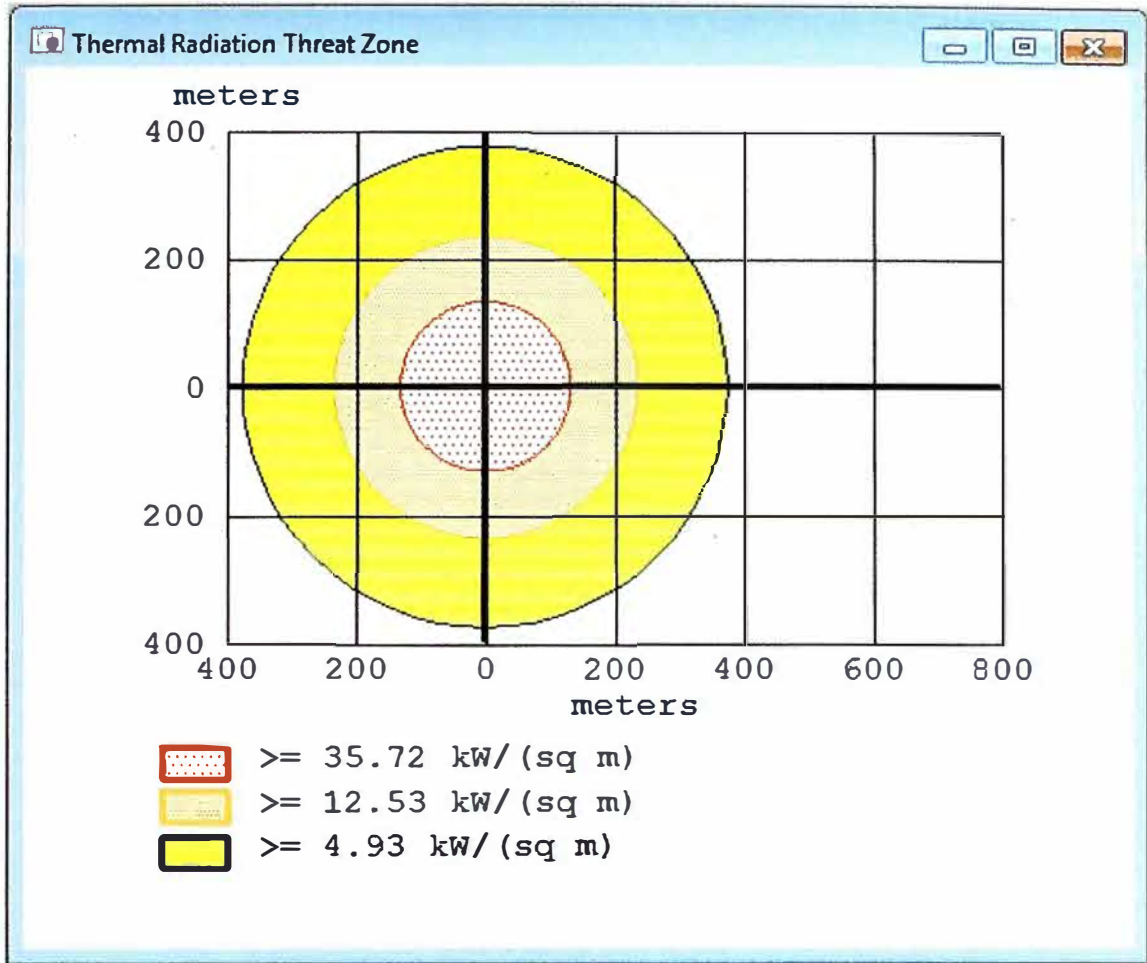 Thermal Radiation Threat Zone
meters
400
200
0
200
400
400 200 0 200 400 600 800
meters
>= 35.72 kW/(sq m)
>= 12.53 kW/(sq m)
>= 4.93 kW/(sq m)